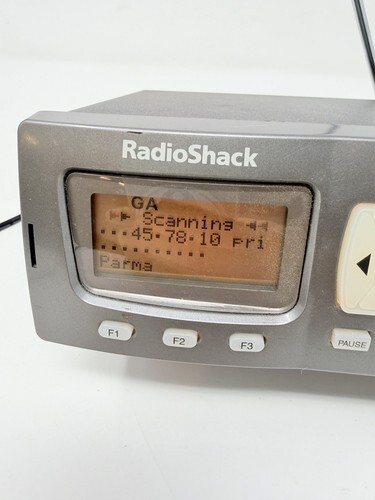 RadioShack
GA
Scanning
45 78 10 pri
Parma
F1 F2 F3 PAUSE